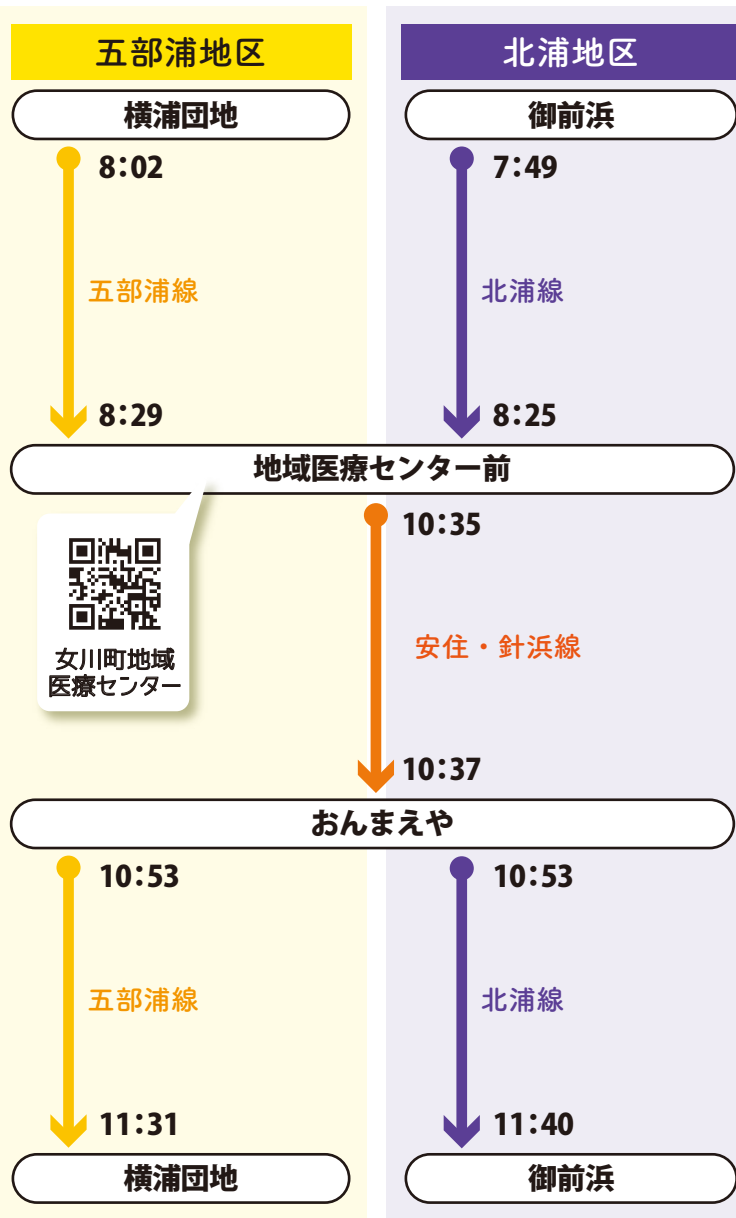 五部浦地区
北浦地区
横浦団地
御前浜
8:02
7:49
五部浦線
北浦線
8:29
8:25
地域医療センター前
10:35
女川町地域
医療センター
安住・針浜線
10:37
おんまえや
10:53
10:53
五部浦線
北浦線
11:31
11:40
横浦団地
御前浜